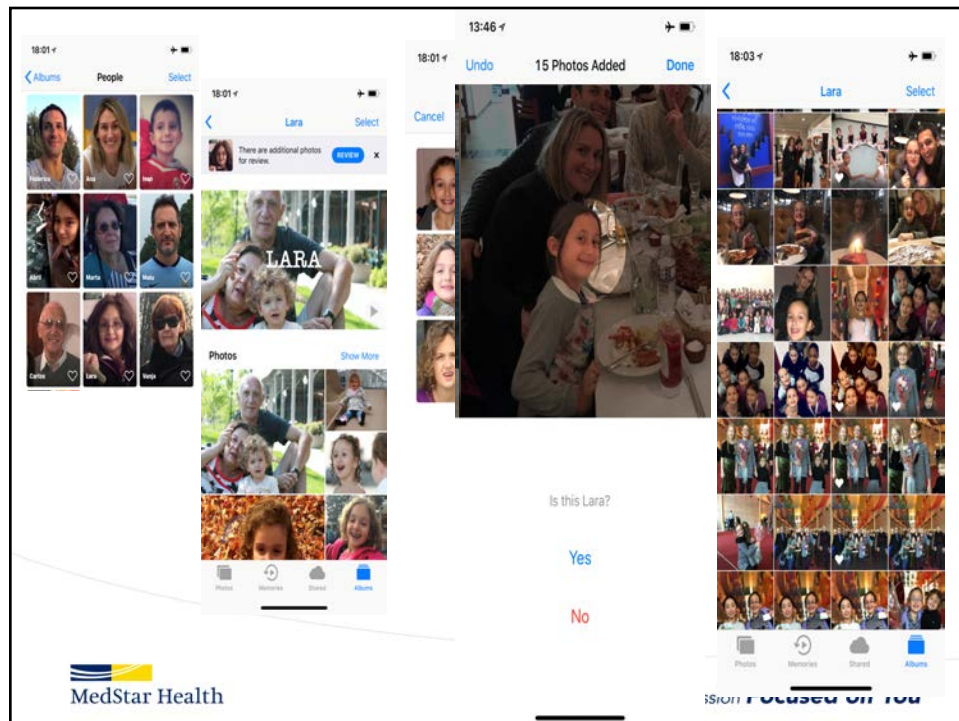 18:01
Albums People Select
Federico Ana Ivan
Abril Marta Mata
Carlos Lara Vanja
18:01
Lara Select
There are additional photos
for review.
REVIEW x
LARA
Photos Show More
Photos Memories Shared Albums
18:01
Cancel
13:46
Undo 15 Photos Added Done
Is this Lara?
Yes
No
18:03
Lara Select
Photos Memories Shared Albums
MedStar Health
Focused on You